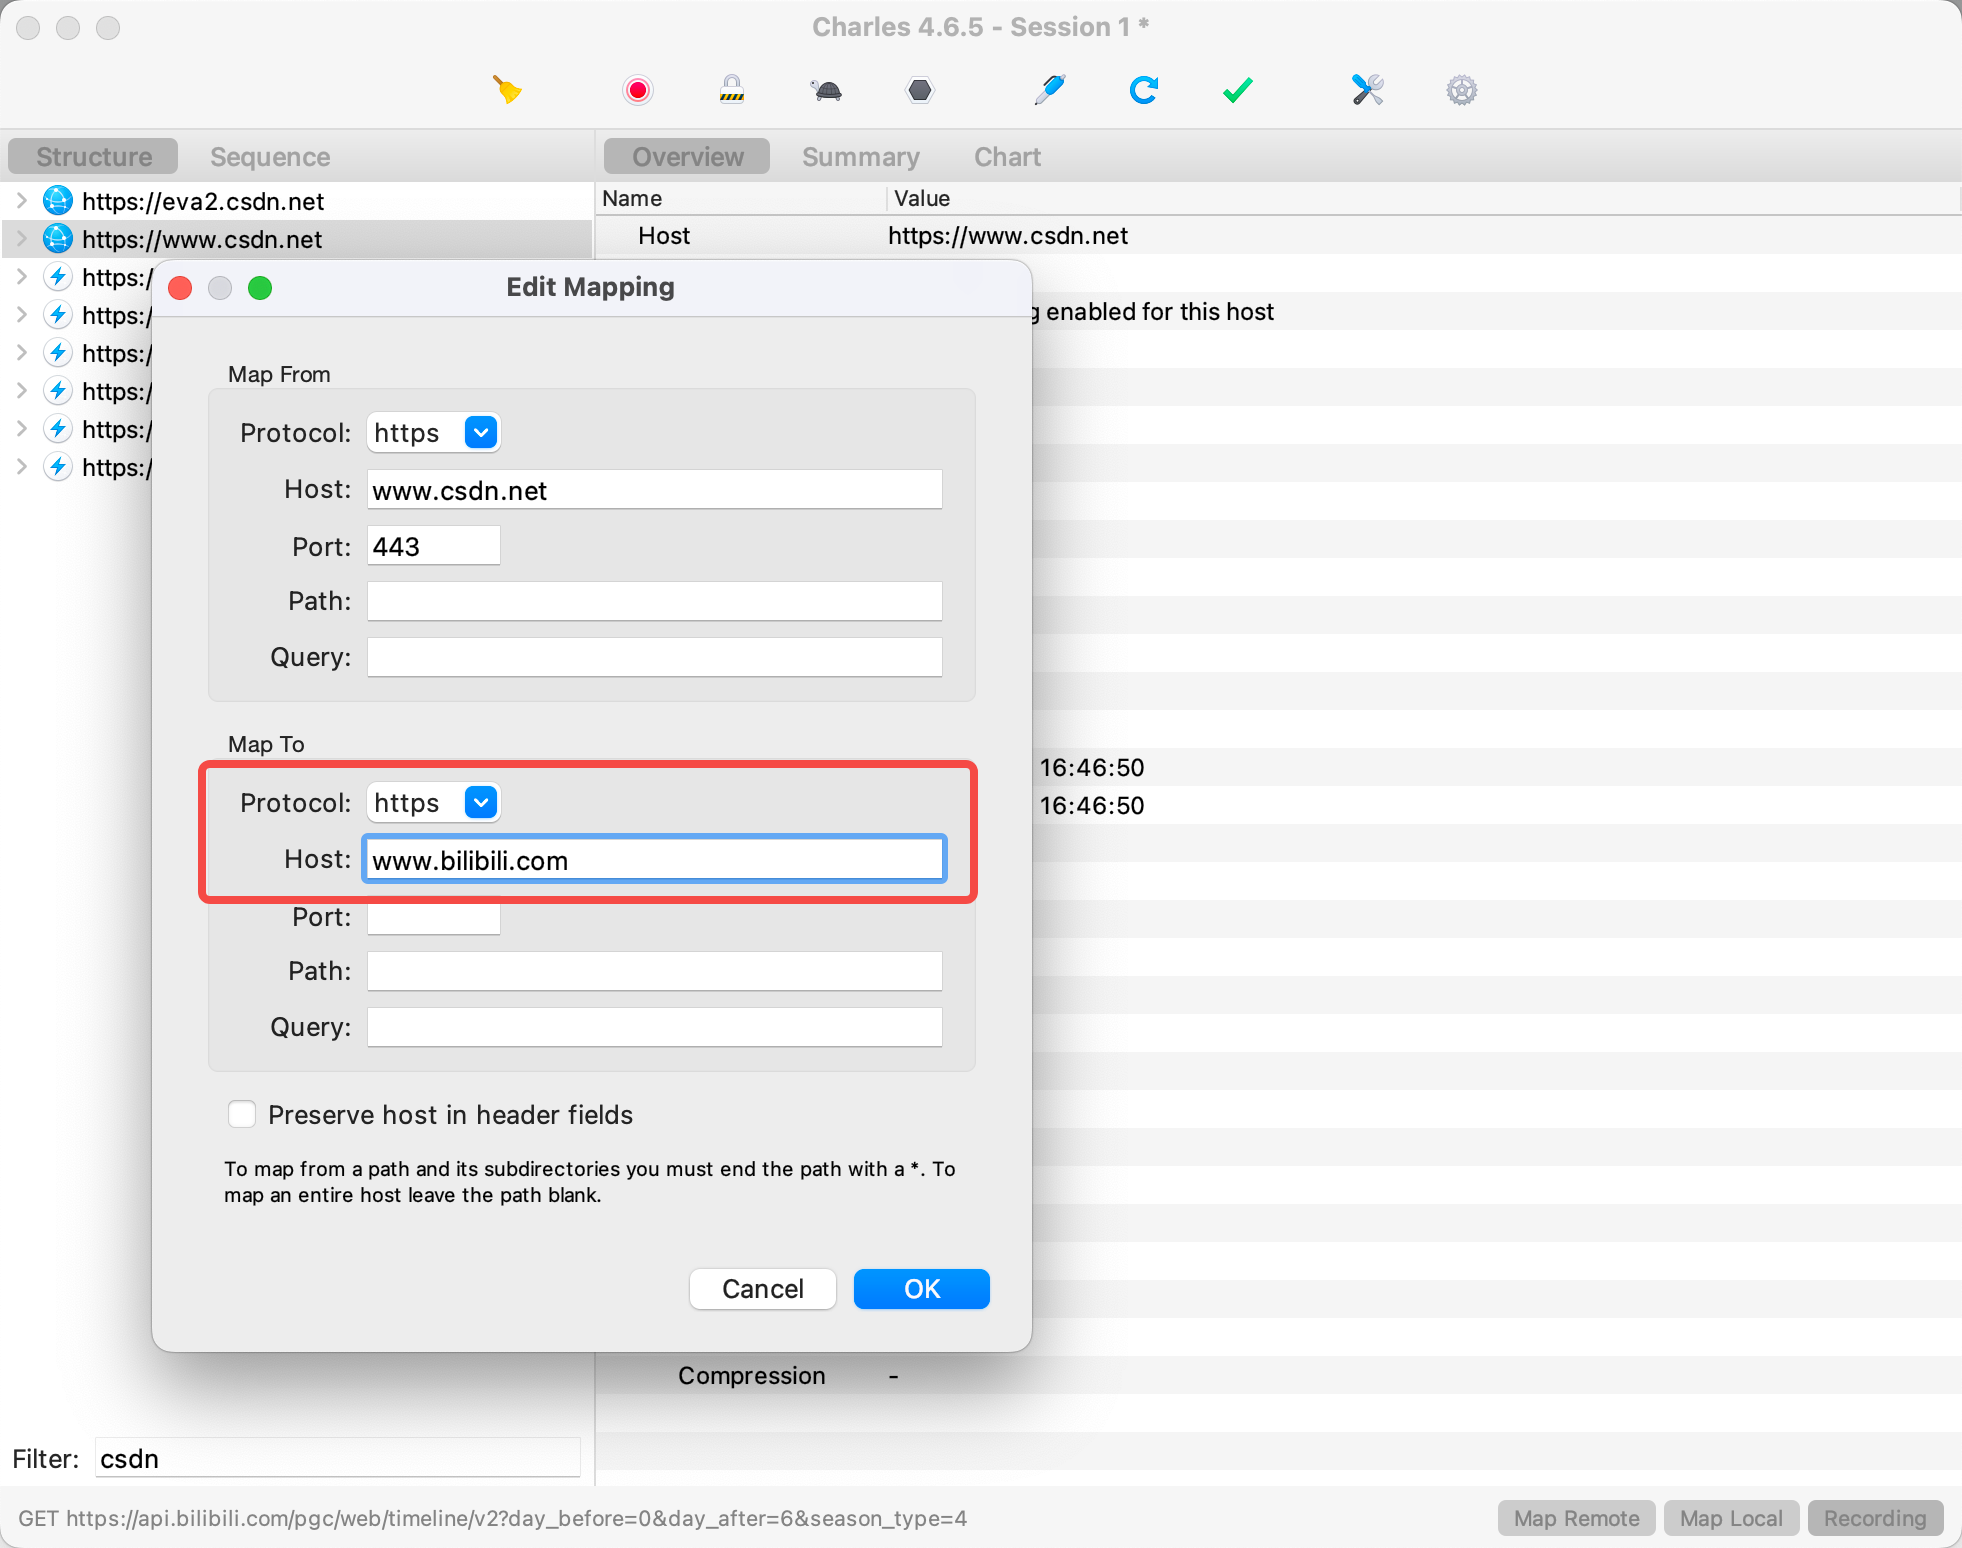 Charles 4.6.5 - Session 1 *
Structure
Sequence
Overview
Summary
Chart
https://eva2.csdn.net
https://www.csdn.net
https:/
https:/
https:/
https:/
https:/
https:/
Name
Value
Host
https://www.csdn.net
enabled for this host
16:46:50
16:46:50
Compression
-
Edit Mapping
Map From
Protocol:
https
Host:
www.csdn.net
Port:
443
Path:
Query:
Map To
Protocol:
https
Host:
www.bilibili.com
Port:
Path:
Query:
Preserve host in header fields
To map from a path and its subdirectories you must end the path with a *. To
map an entire host leave the path blank.
Cancel
OK
Filter:
csdn
GET https://api.bilibili.com/pgc/web/timeline/v2?day_before=0&day_after=6&season_type=4
Map Remote
Map Local
Recording